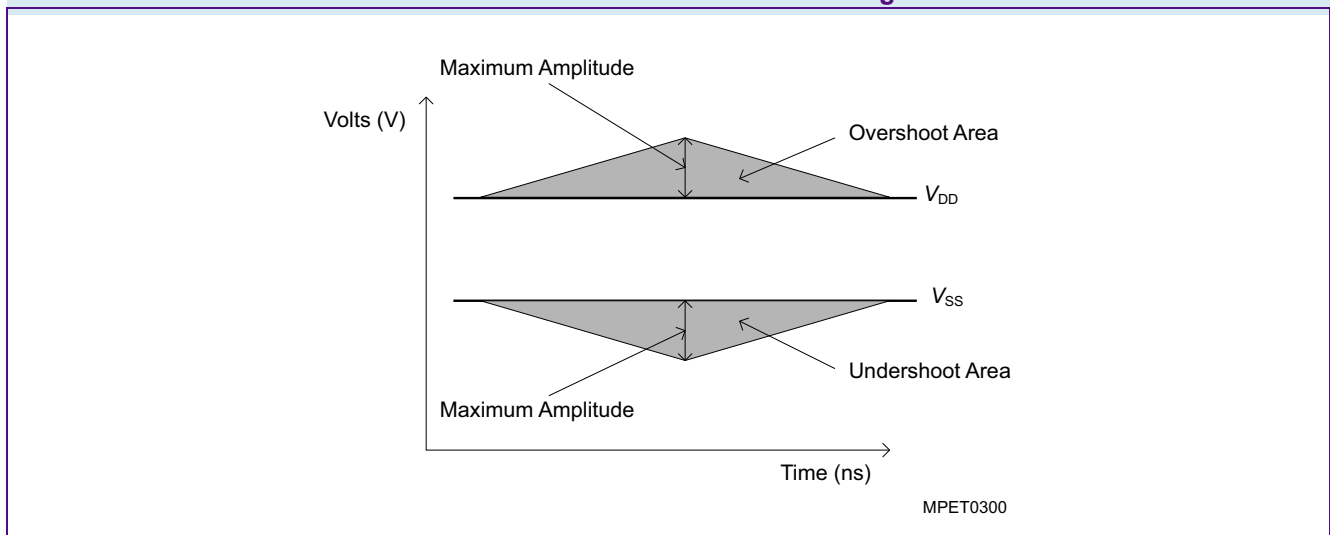 Maximum Amplitude
Volts (V)
Overshoot Area
VDD
VSS
Undershoot Area
Maximum Amplitude
Time (ns)
MPET0300